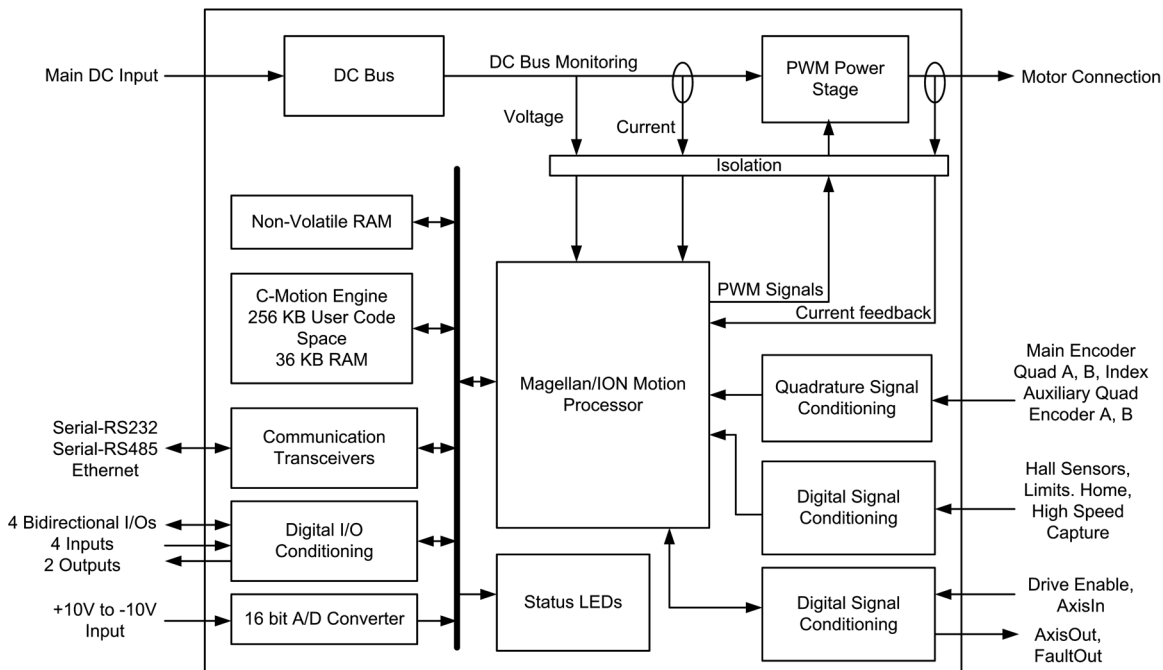 Main DC Input
DC Bus
DC Bus Monitoring
PWM Power
Stage
Motor Connection
Voltage
Current
Isolation
Non-Volatile RAM
C-Motion Engine
256 KB User Code
Space
36 KB RAM
PWM Signals
Current feedback
Magellan/ION Motion
Processor
Quadrature Signal
Conditioning
Main Encoder
Quad A, B, Index
Auxiliary Quad
Encoder A, B
Serial-RS232
Serial-RS485
Ethernet
Communication
Transceivers
Digital Signal
Conditioning
Hall Sensors,
Limits. Home,
High Speed
Capture
4 Bidirectional I/Os
4 Inputs
2 Outputs
Digital I/O
Conditioning
Status LEDs
Digital Signal
Conditioning
Drive Enable,
AxisIn
AxisOut,
FaultOut
+10V to -10V
Input
16 bit A/D Converter